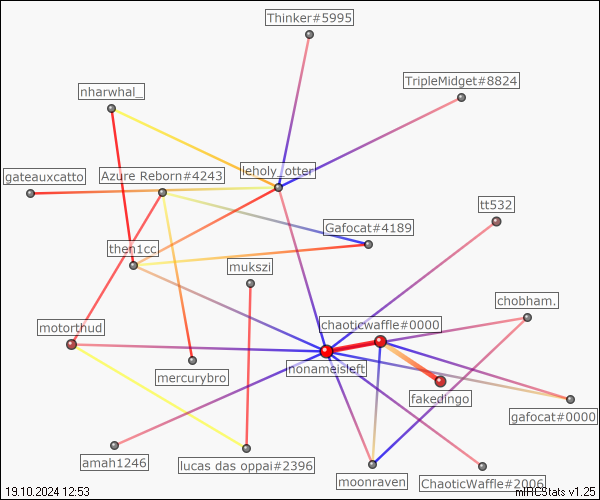 Thinker#5995
TripleMidget#8824
nharwhal_
leholy_otter
gateauxcatto
Azure Reborn#4243
tt532
Gafocat#4189
then1cc
mukszi
chobham.
motorthud
chaoticwaffle#0000
nonameisleft
mercurybro
fakedingo
gafocat#0000
amah1246
lucas das oppai#2396
moonraven
ChaoticWaffle#2006
19.10.2024 12:53
mIRCStats v1.25